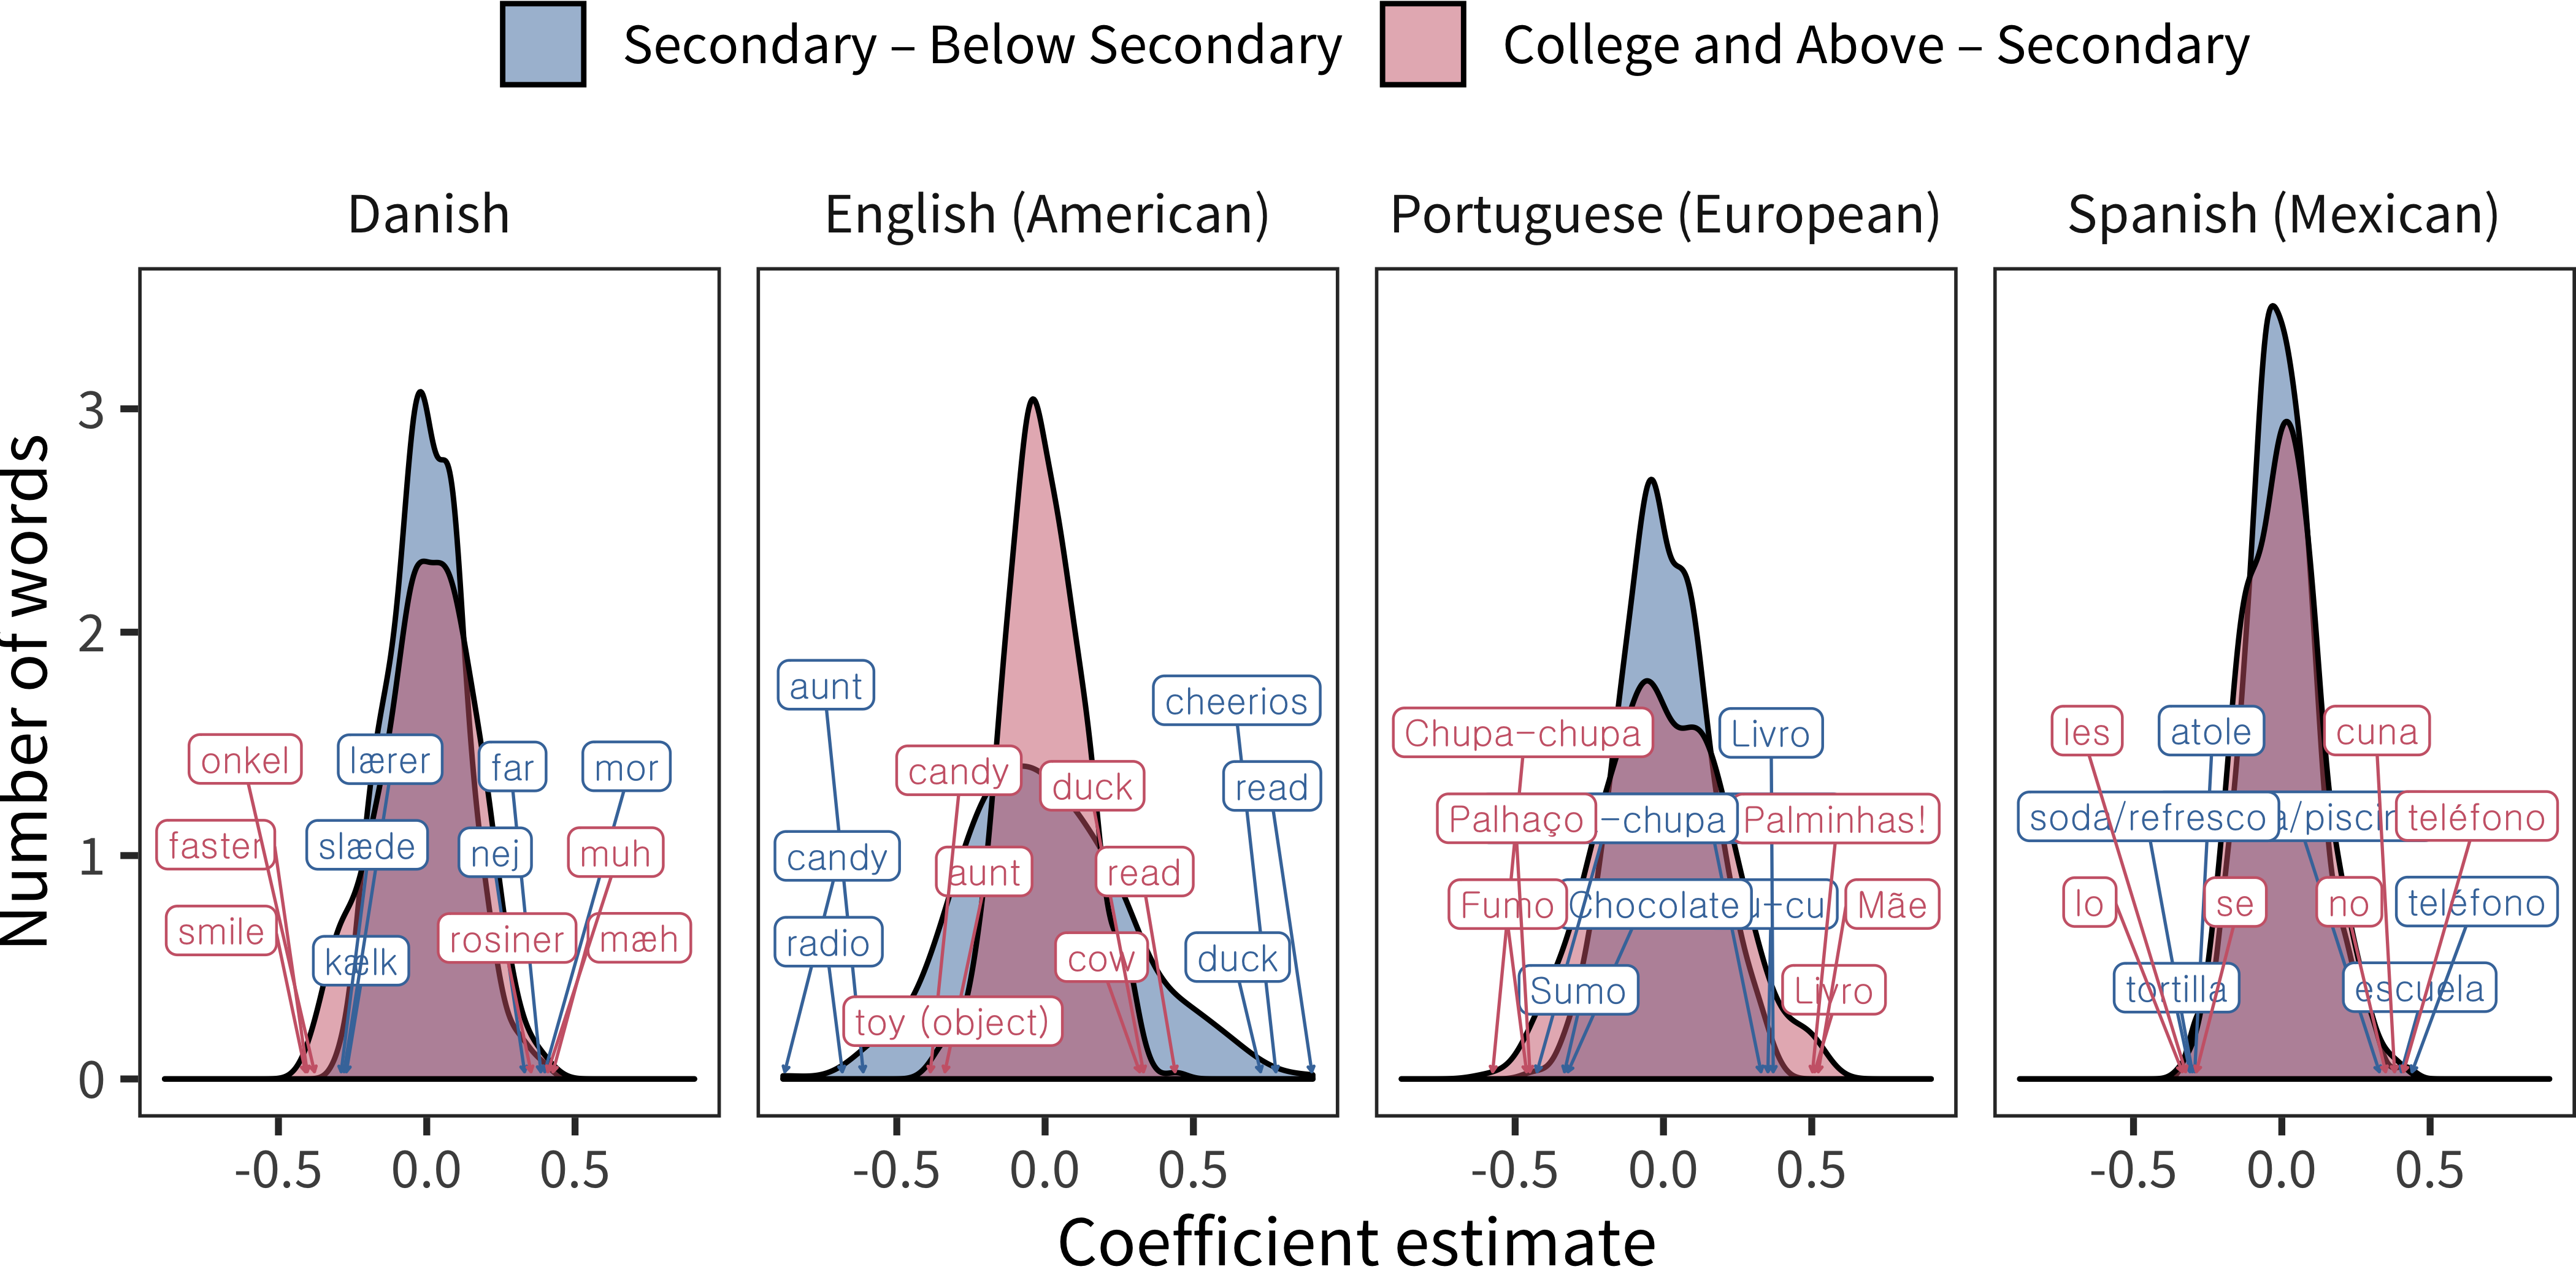 Secondary – Below Secondary
College and Above – Secondary
Danish
English (American)
Portuguese (European)
Spanish (Mexican)
Number of words
3
2
1
0
onkel
lærer
far
mor
faster
slæde
nej
muh
smile
kælk
rosiner
mæh
aunt
cheerios
candy
duck
read
candy
aunt
read
radio
cow
duck
toy (object)
Chupa-chupa
Livro
Palhaço
-chupa
Palminhas!
Fumo
Chocolate
u-cu
Mãe
Sumo
Livro
les
atole
cuna
soda/refresco
a/piscin
teléfono
lo
se
no
teléfono
tortilla
escuela
-0.5 0.0 0.5
-0.5 0.0 0.5
-0.5 0.0 0.5
-0.5 0.0 0.5
Coefficient estimate